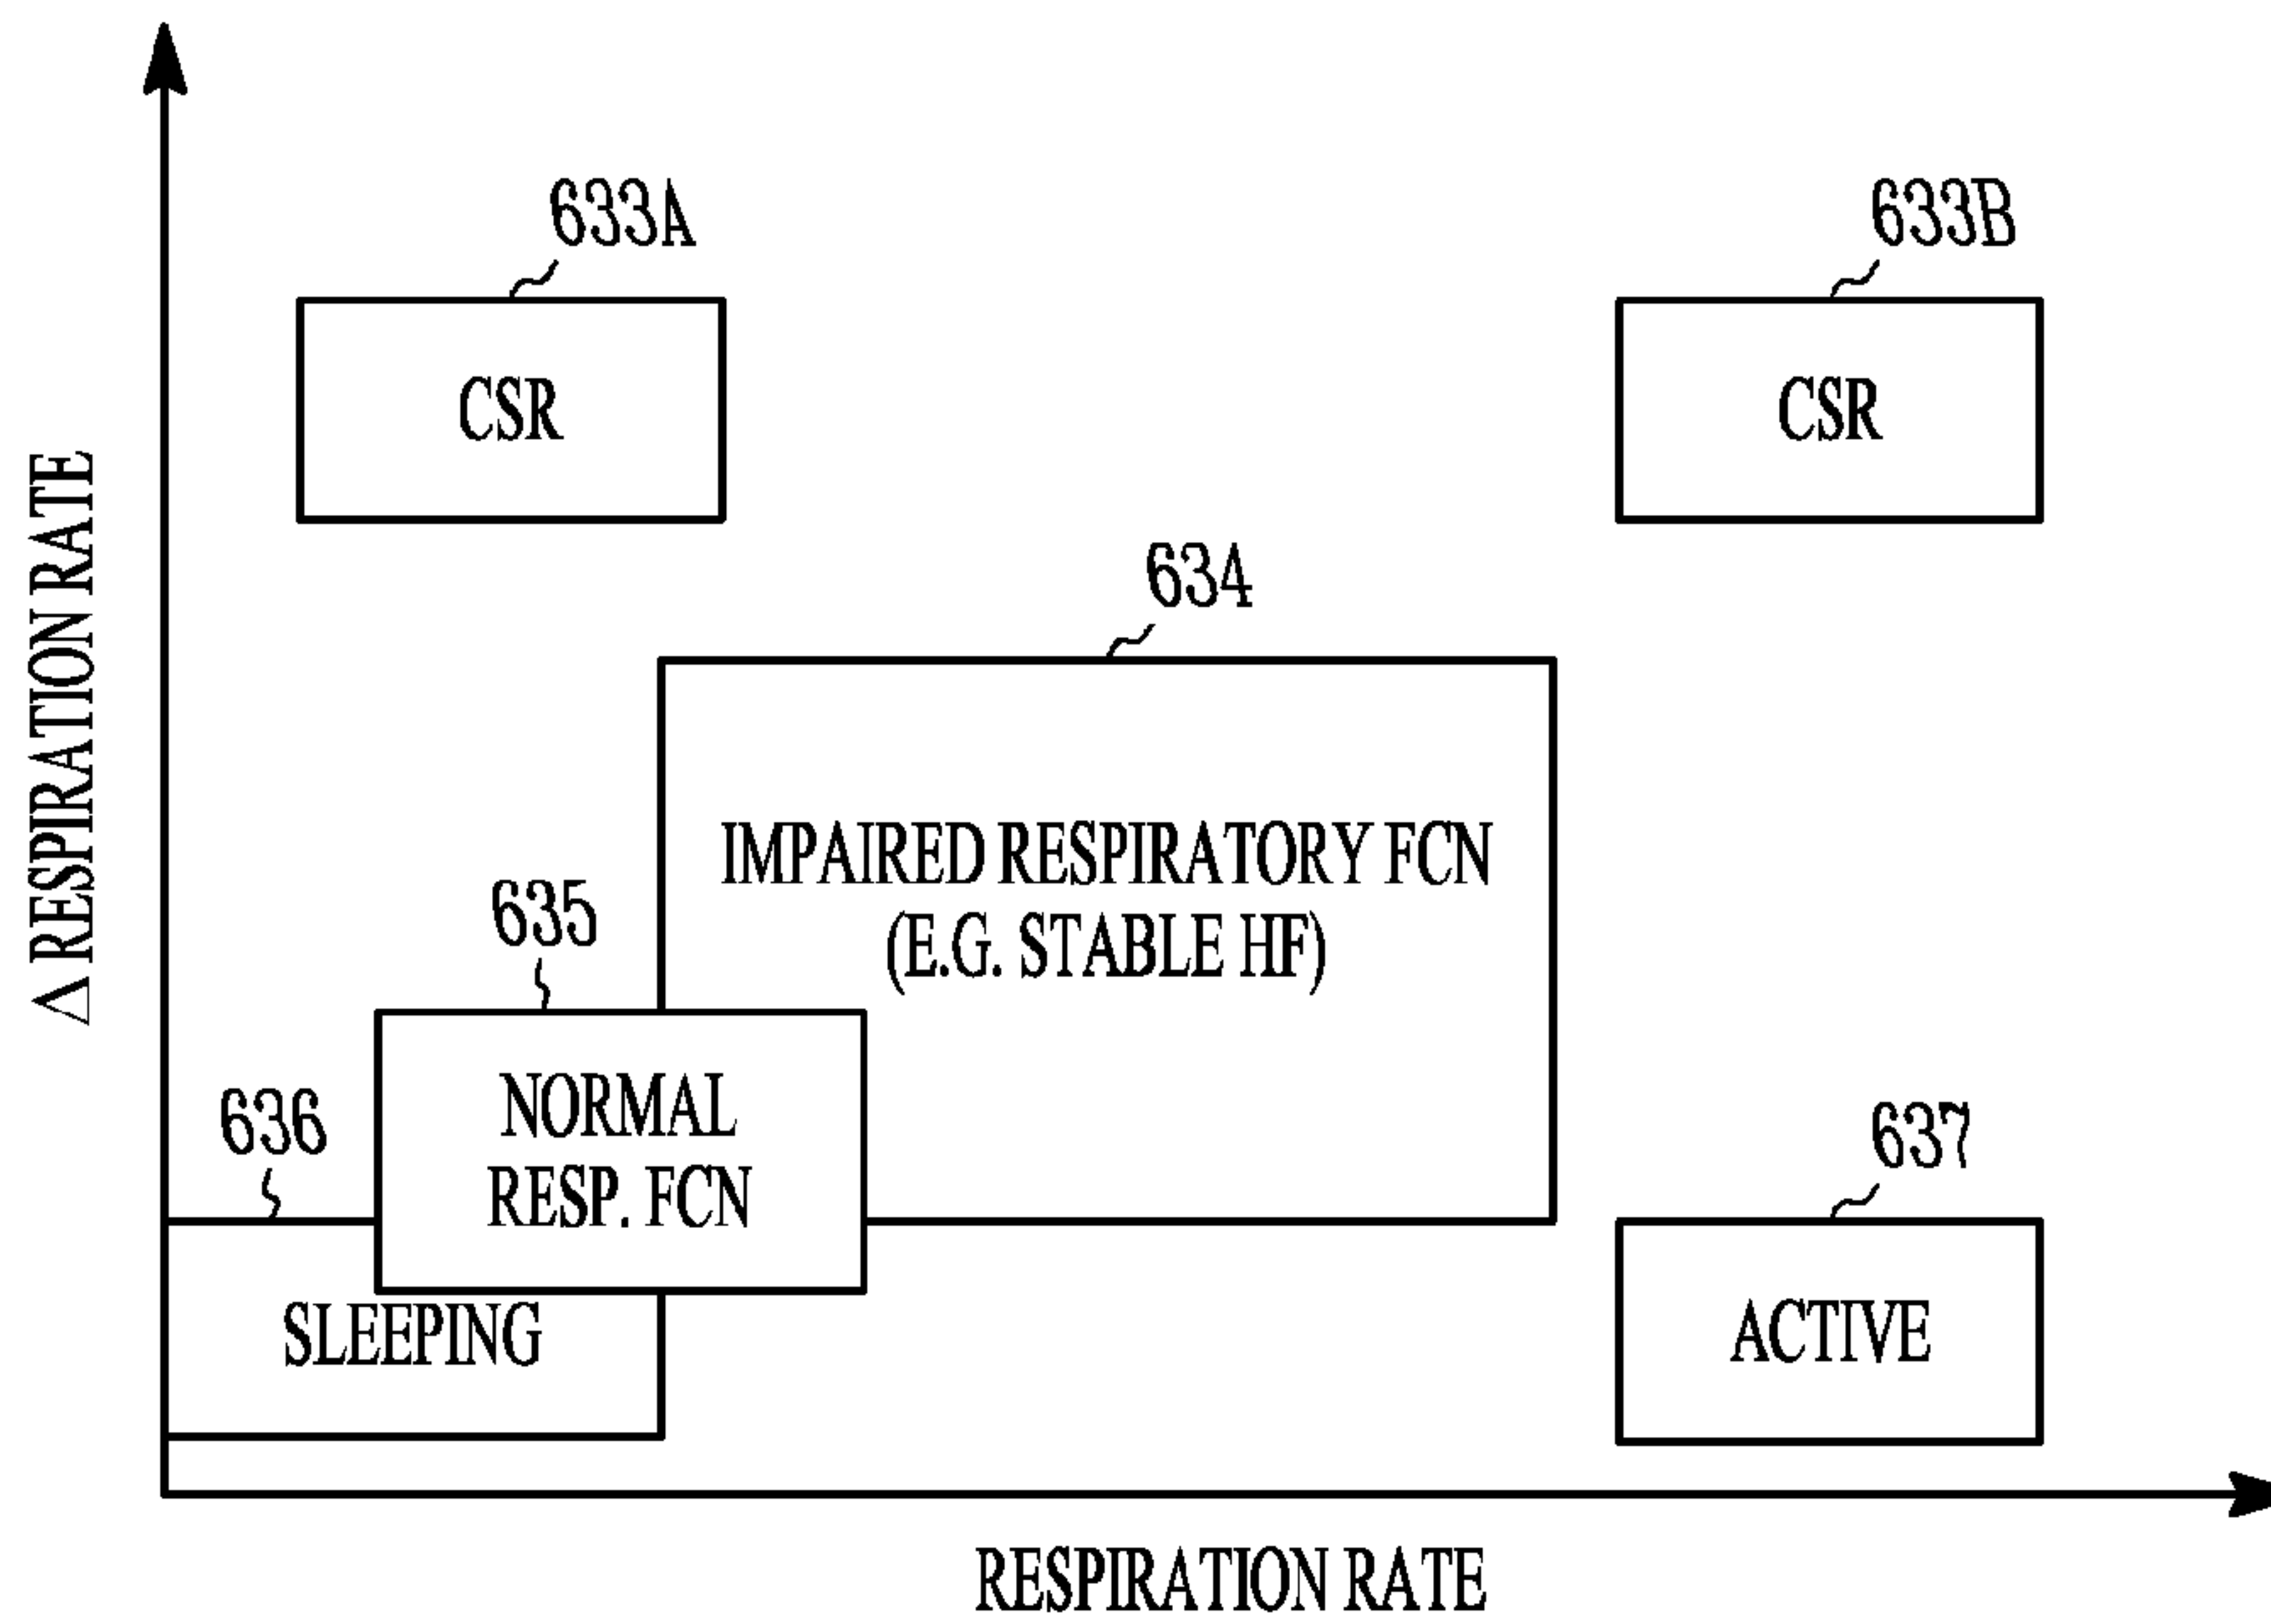 633A
633B
CSR
CSR
634
Δ RESPIRATION RATE
IMPAIRED RESPIRATORY FCN
(E.G. STABLE HF)
635
NORMAL
RESP. FCN
636
637
SLEEPING
ACTIVE
RESPIRATION RATE